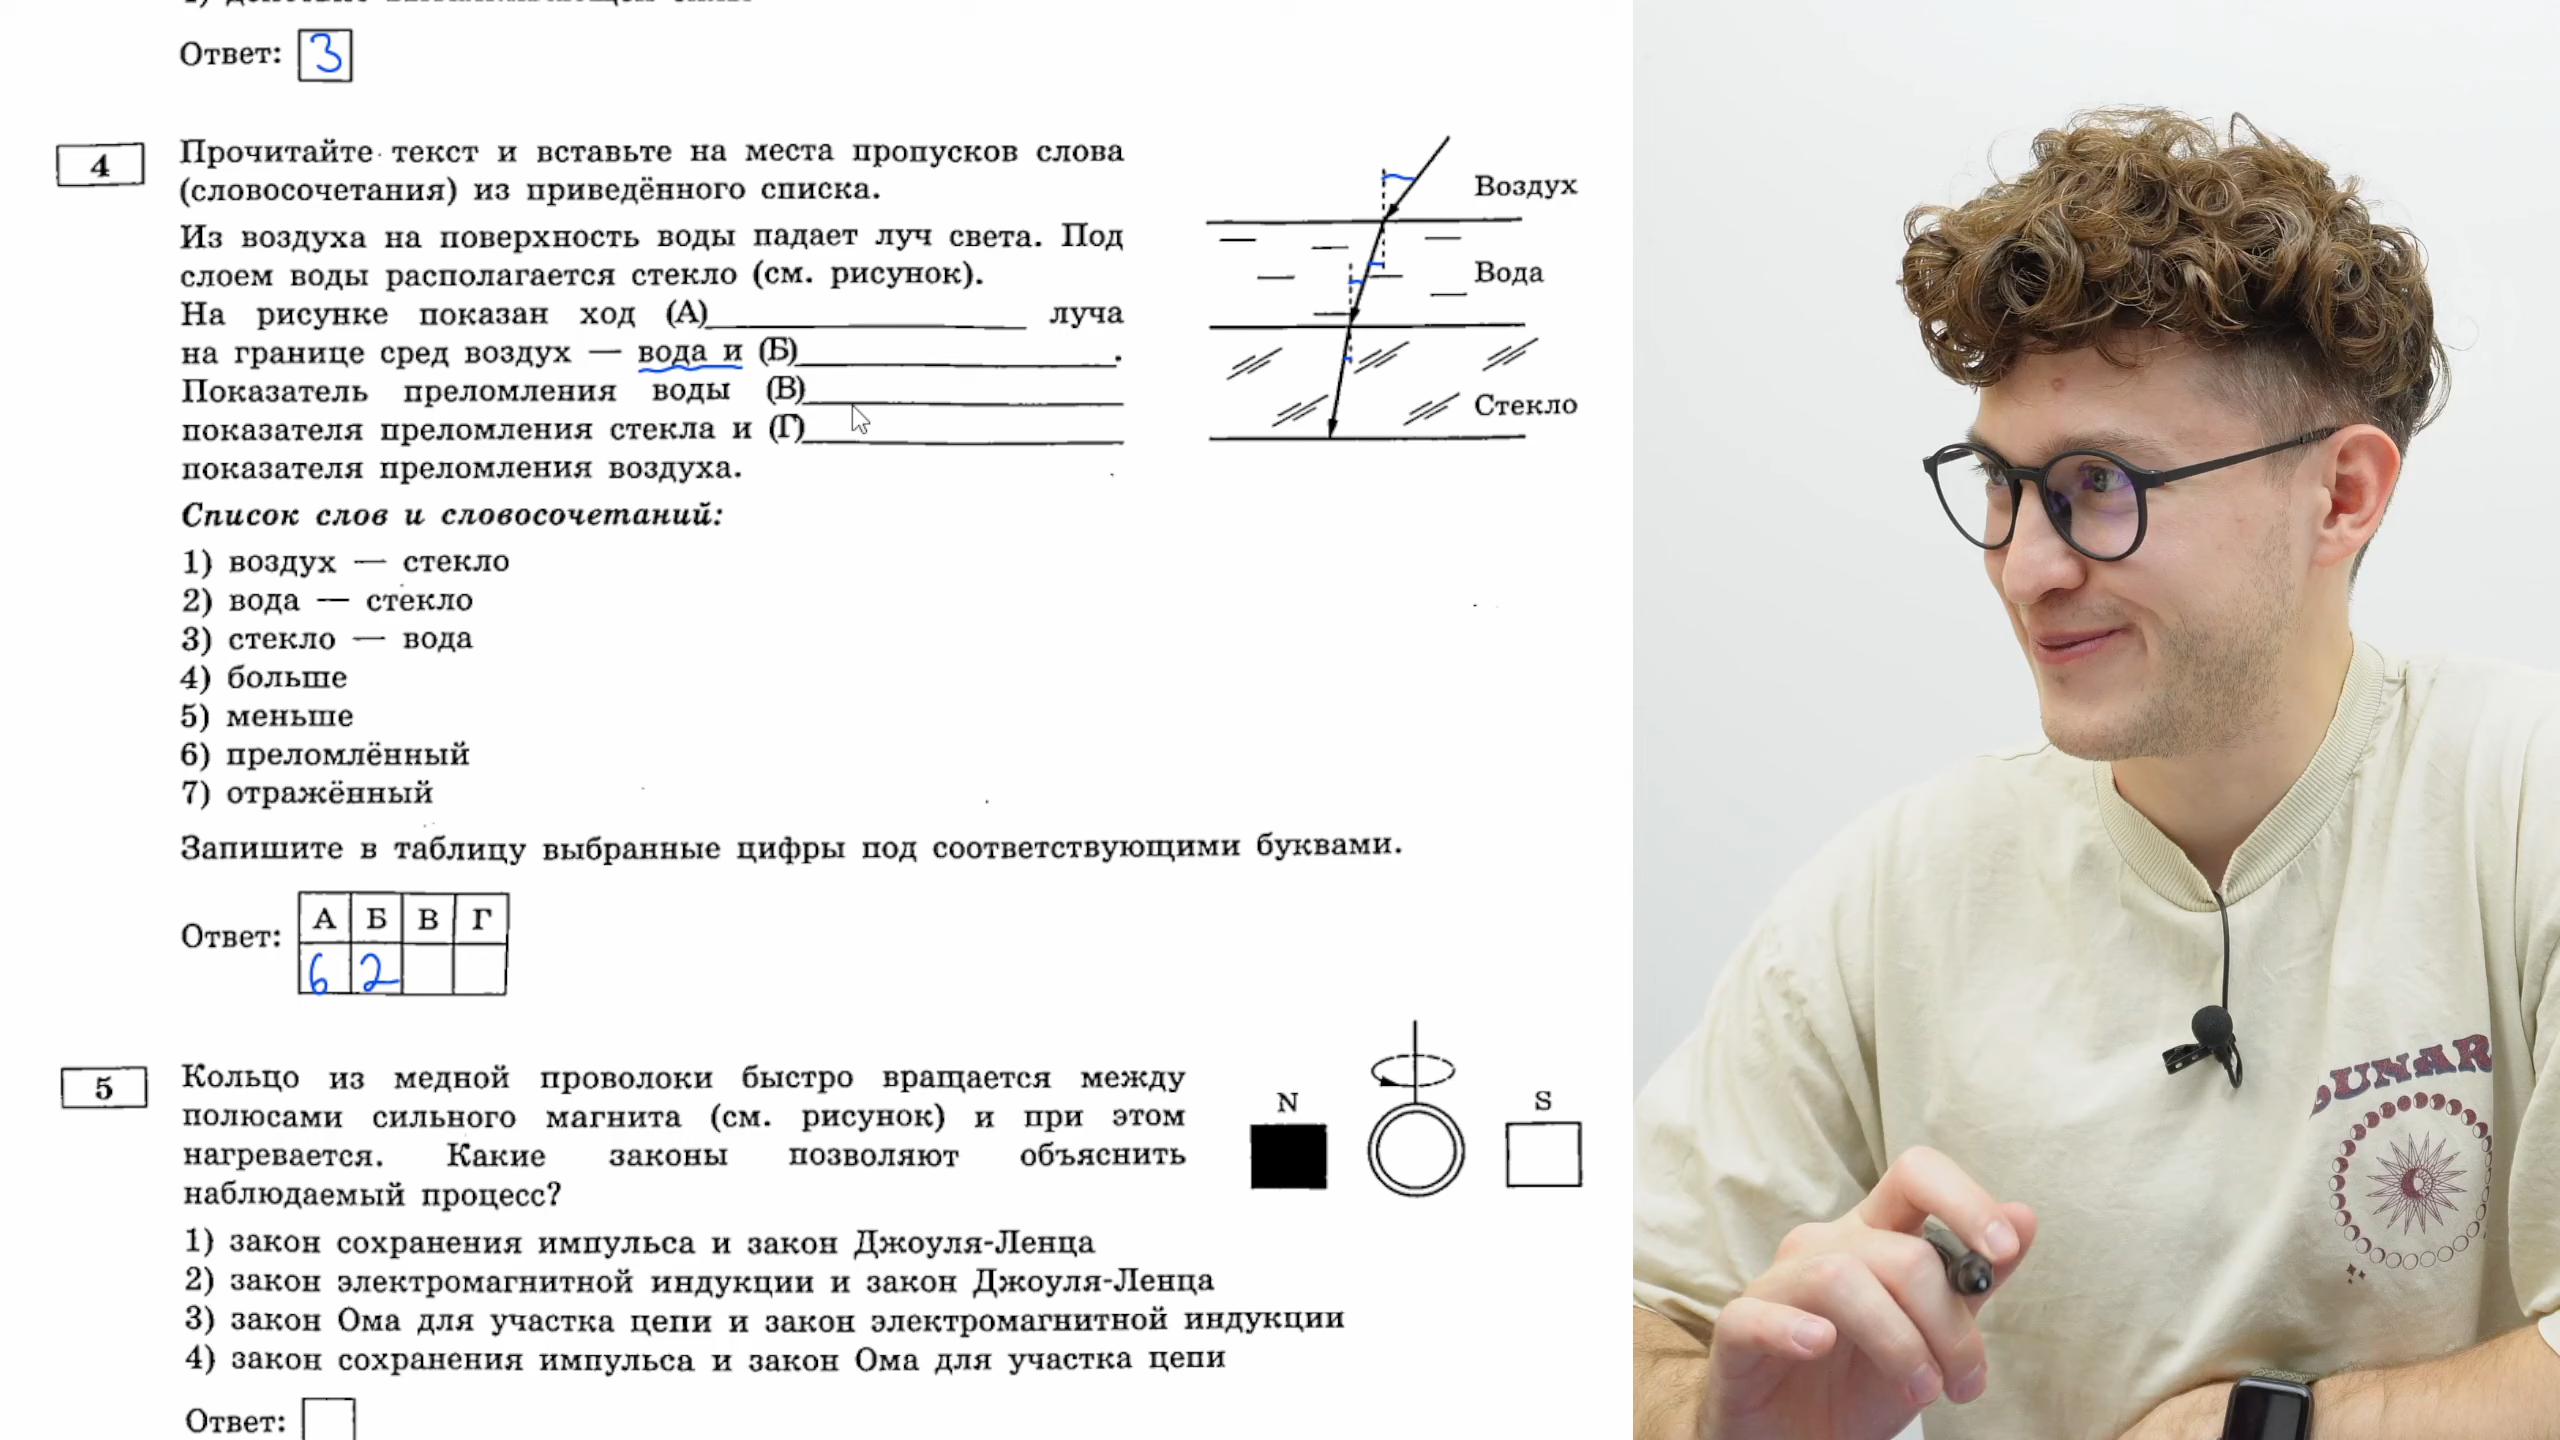 Ответ: 3
4
Прочитайте текст и вставьте на места пропусков слова
(словосочетания) из приведённого списка.
Из воздуха на поверхность воды падает луч света. Под
слоем воды располагается стекло (см. рисунок).
На рисунке показан ход (А)____ луча
на границе сред воздух — вода и (Б)____.
Показатель преломления воды (В)____
показателя преломления стекла и (Г)____
показателя преломления воздуха.
Воздух
Вода
Стекло
Список слов и словосочетаний:
1) воздух — стекло
2) вода — стекло
3) стекло — вода
4) больше
5) меньше
6) преломлённый
7) отражённый
Запишите в таблицу выбранные цифры под соответствующими буквами.
Ответ:
А Б В Г
6 2
5
Кольцо из медной проволоки быстро вращается между
полюсами сильного магнита (см. рисунок) и при этом
нагревается. Какие законы позволяют объяснить
наблюдаемый процесс?
N
S
1) закон сохранения импульса и закон Джоуля-Ленца
2) закон электромагнитной индукции и закон Джоуля-Ленца
3) закон Ома для участка цепи и закон электромагнитной индукции
4) закон сохранения импульса и закон Ома для участка цепи
Ответ: